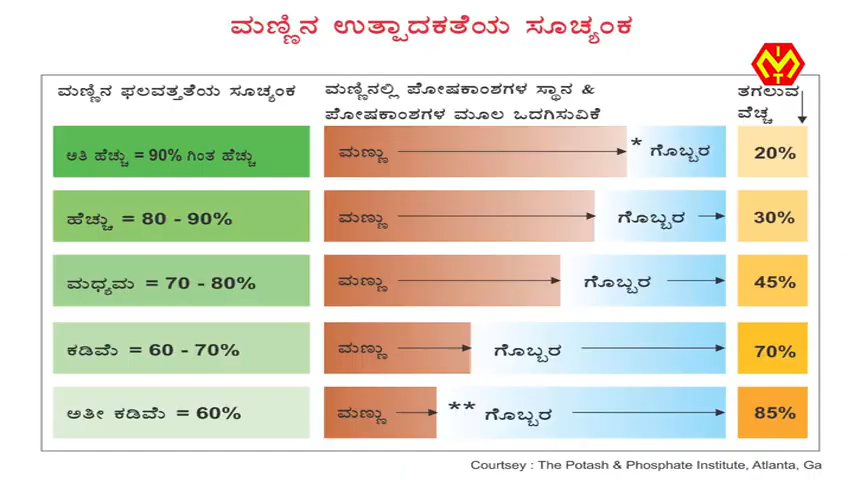 ಮಣ್ಣಿನ ಉತ್ಪಾದಕತೆಯ ಸೂಚ್ಯಂಕ
ಮಣ್ಣಿನ ಫಲವತ್ತತೆಯ ಸೂಚ್ಯಂಕ
ಮಣ್ಣಿನಲ್ಲಿ ಪೋಷಕಾಂಶಗಳ ಸ್ಥಾನ &
ಪೋಷಕಾಂಶಗಳ ಮೂಲ ಒದಗಿಸುವಿಕೆ
ತಗಲುವ
ವೆಚ್ಚ
ಅತಿ ಹೆಚ್ಚು = 90% ಗಿಂತ ಹೆಚ್ಚು ಮಣ್ಣು * ಗೊಬ್ಬರ 20%
ಹೆಚ್ಚು = 80 - 90% ಮಣ್ಣು ಗೊಬ್ಬರ 30%
ಮಧ್ಯಮ = 70 - 80% ಮಣ್ಣು ಗೊಬ್ಬರ 45%
ಕಡಿಮೆ = 60 - 70% ಮಣ್ಣು ಗೊಬ್ಬರ 70%
ಅತೀ ಕಡಿಮೆ = 60% ಮಣ್ಣು ** ಗೊಬ್ಬರ 85%
Courtsey : The Potash & Phosphate Institute, Atlanta, Ga